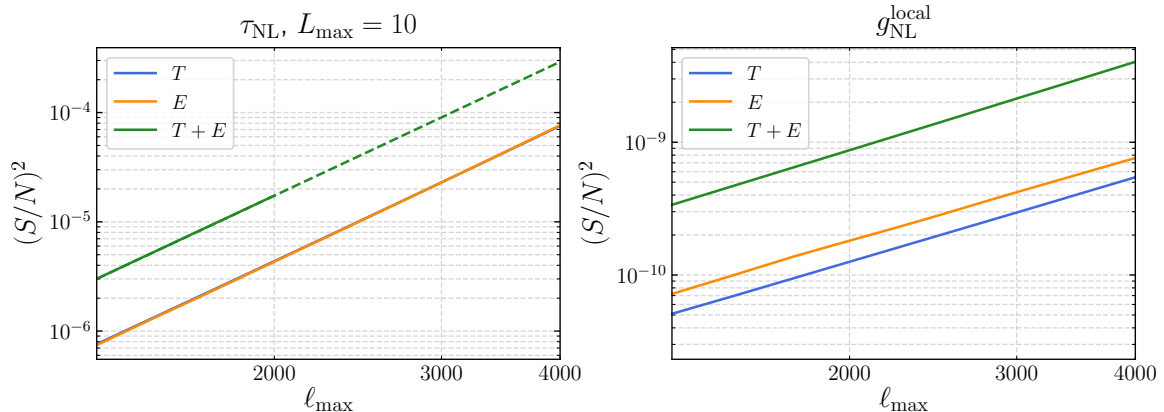 τ_NL, L_max = 10
(S/N)²
10⁻⁴
10⁻⁵
10⁻⁶
T
E
T + E
2000
3000
4000
ℓ_max
g_NL^local
(S/N)²
10⁻⁹
10⁻¹⁰
T
E
T + E
2000
3000
4000
ℓ_max